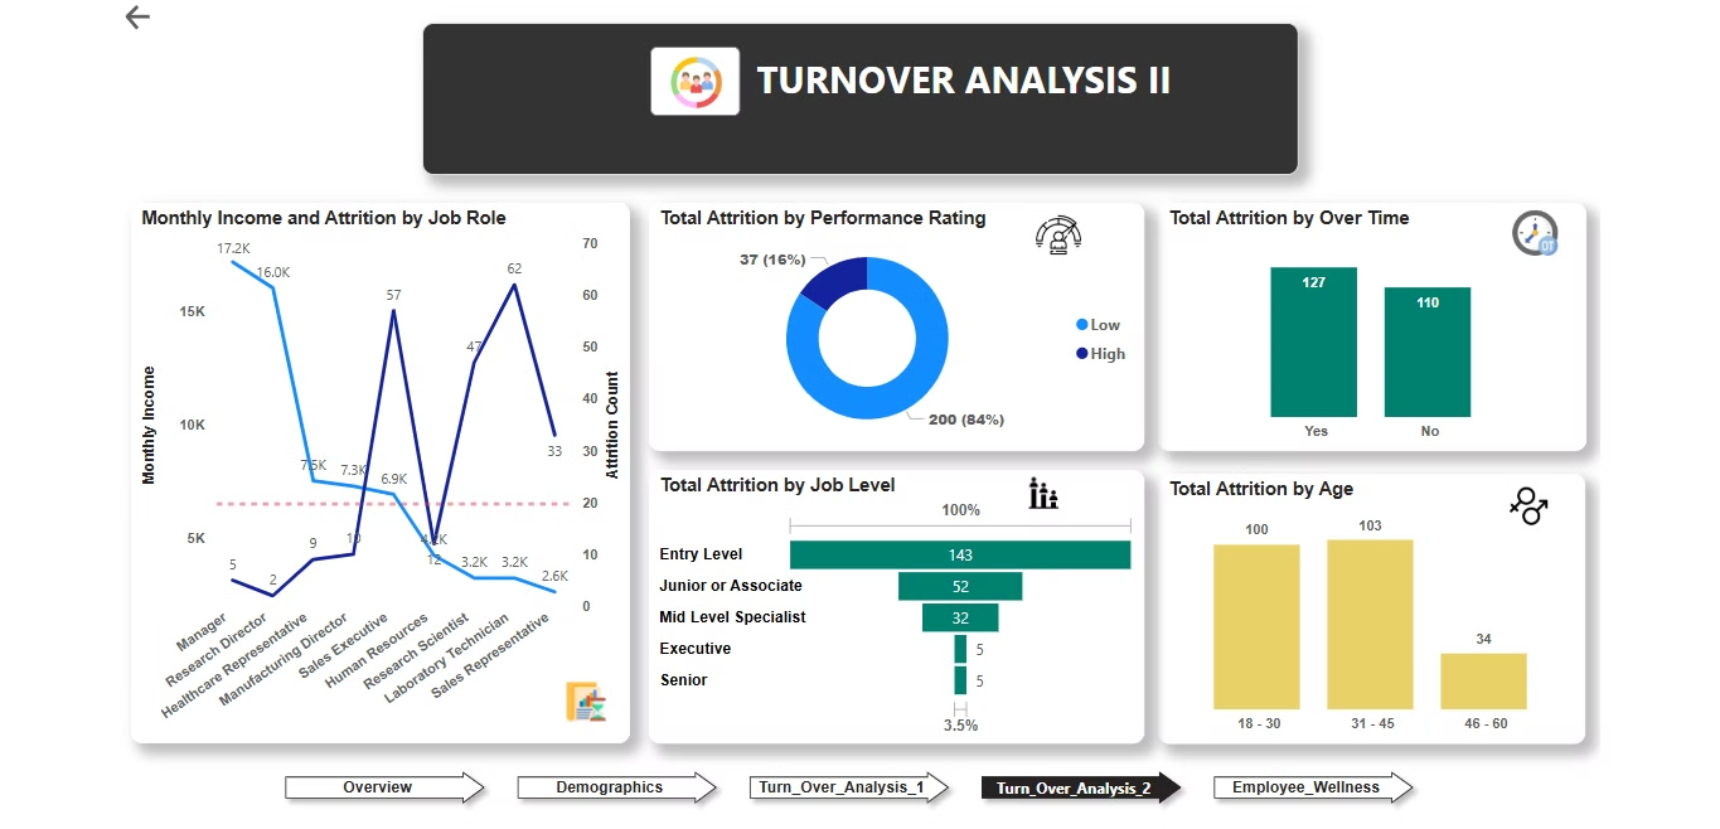 TURNOVER ANALYSIS II
Monthly Income and Attrition by Job Role
Monthly Income
15K
10K
5K
17.2K
16.0K
7.5K
7.3K
6.9K
3.2K
3.2K
2.6K
5
2
9
10
57
12
47
62
33
70
60
50
40
30
20
10
0
Attrition Count
Manager
Research Director
Healthcare Representative
Manufacturing Director
Sales Executive
Human Resources
Research Scientist
Laboratory Technician
Sales Representative
Total Attrition by Performance Rating
37 (16%)
200 (84%)
Low
High
Total Attrition by Over Time
OT
127
110
Yes
No
Total Attrition by Job Level
100%
Entry Level
143
Junior or Associate
52
Mid Level Specialist
32
Executive
5
Senior
5
3.5%
Total Attrition by Age
100
103
34
18 - 30
31 - 45
46 - 60
Overview
Demographics
Turn_Over_Analysis_1
Turn_Over_Analysis_2
Employee_Wellness